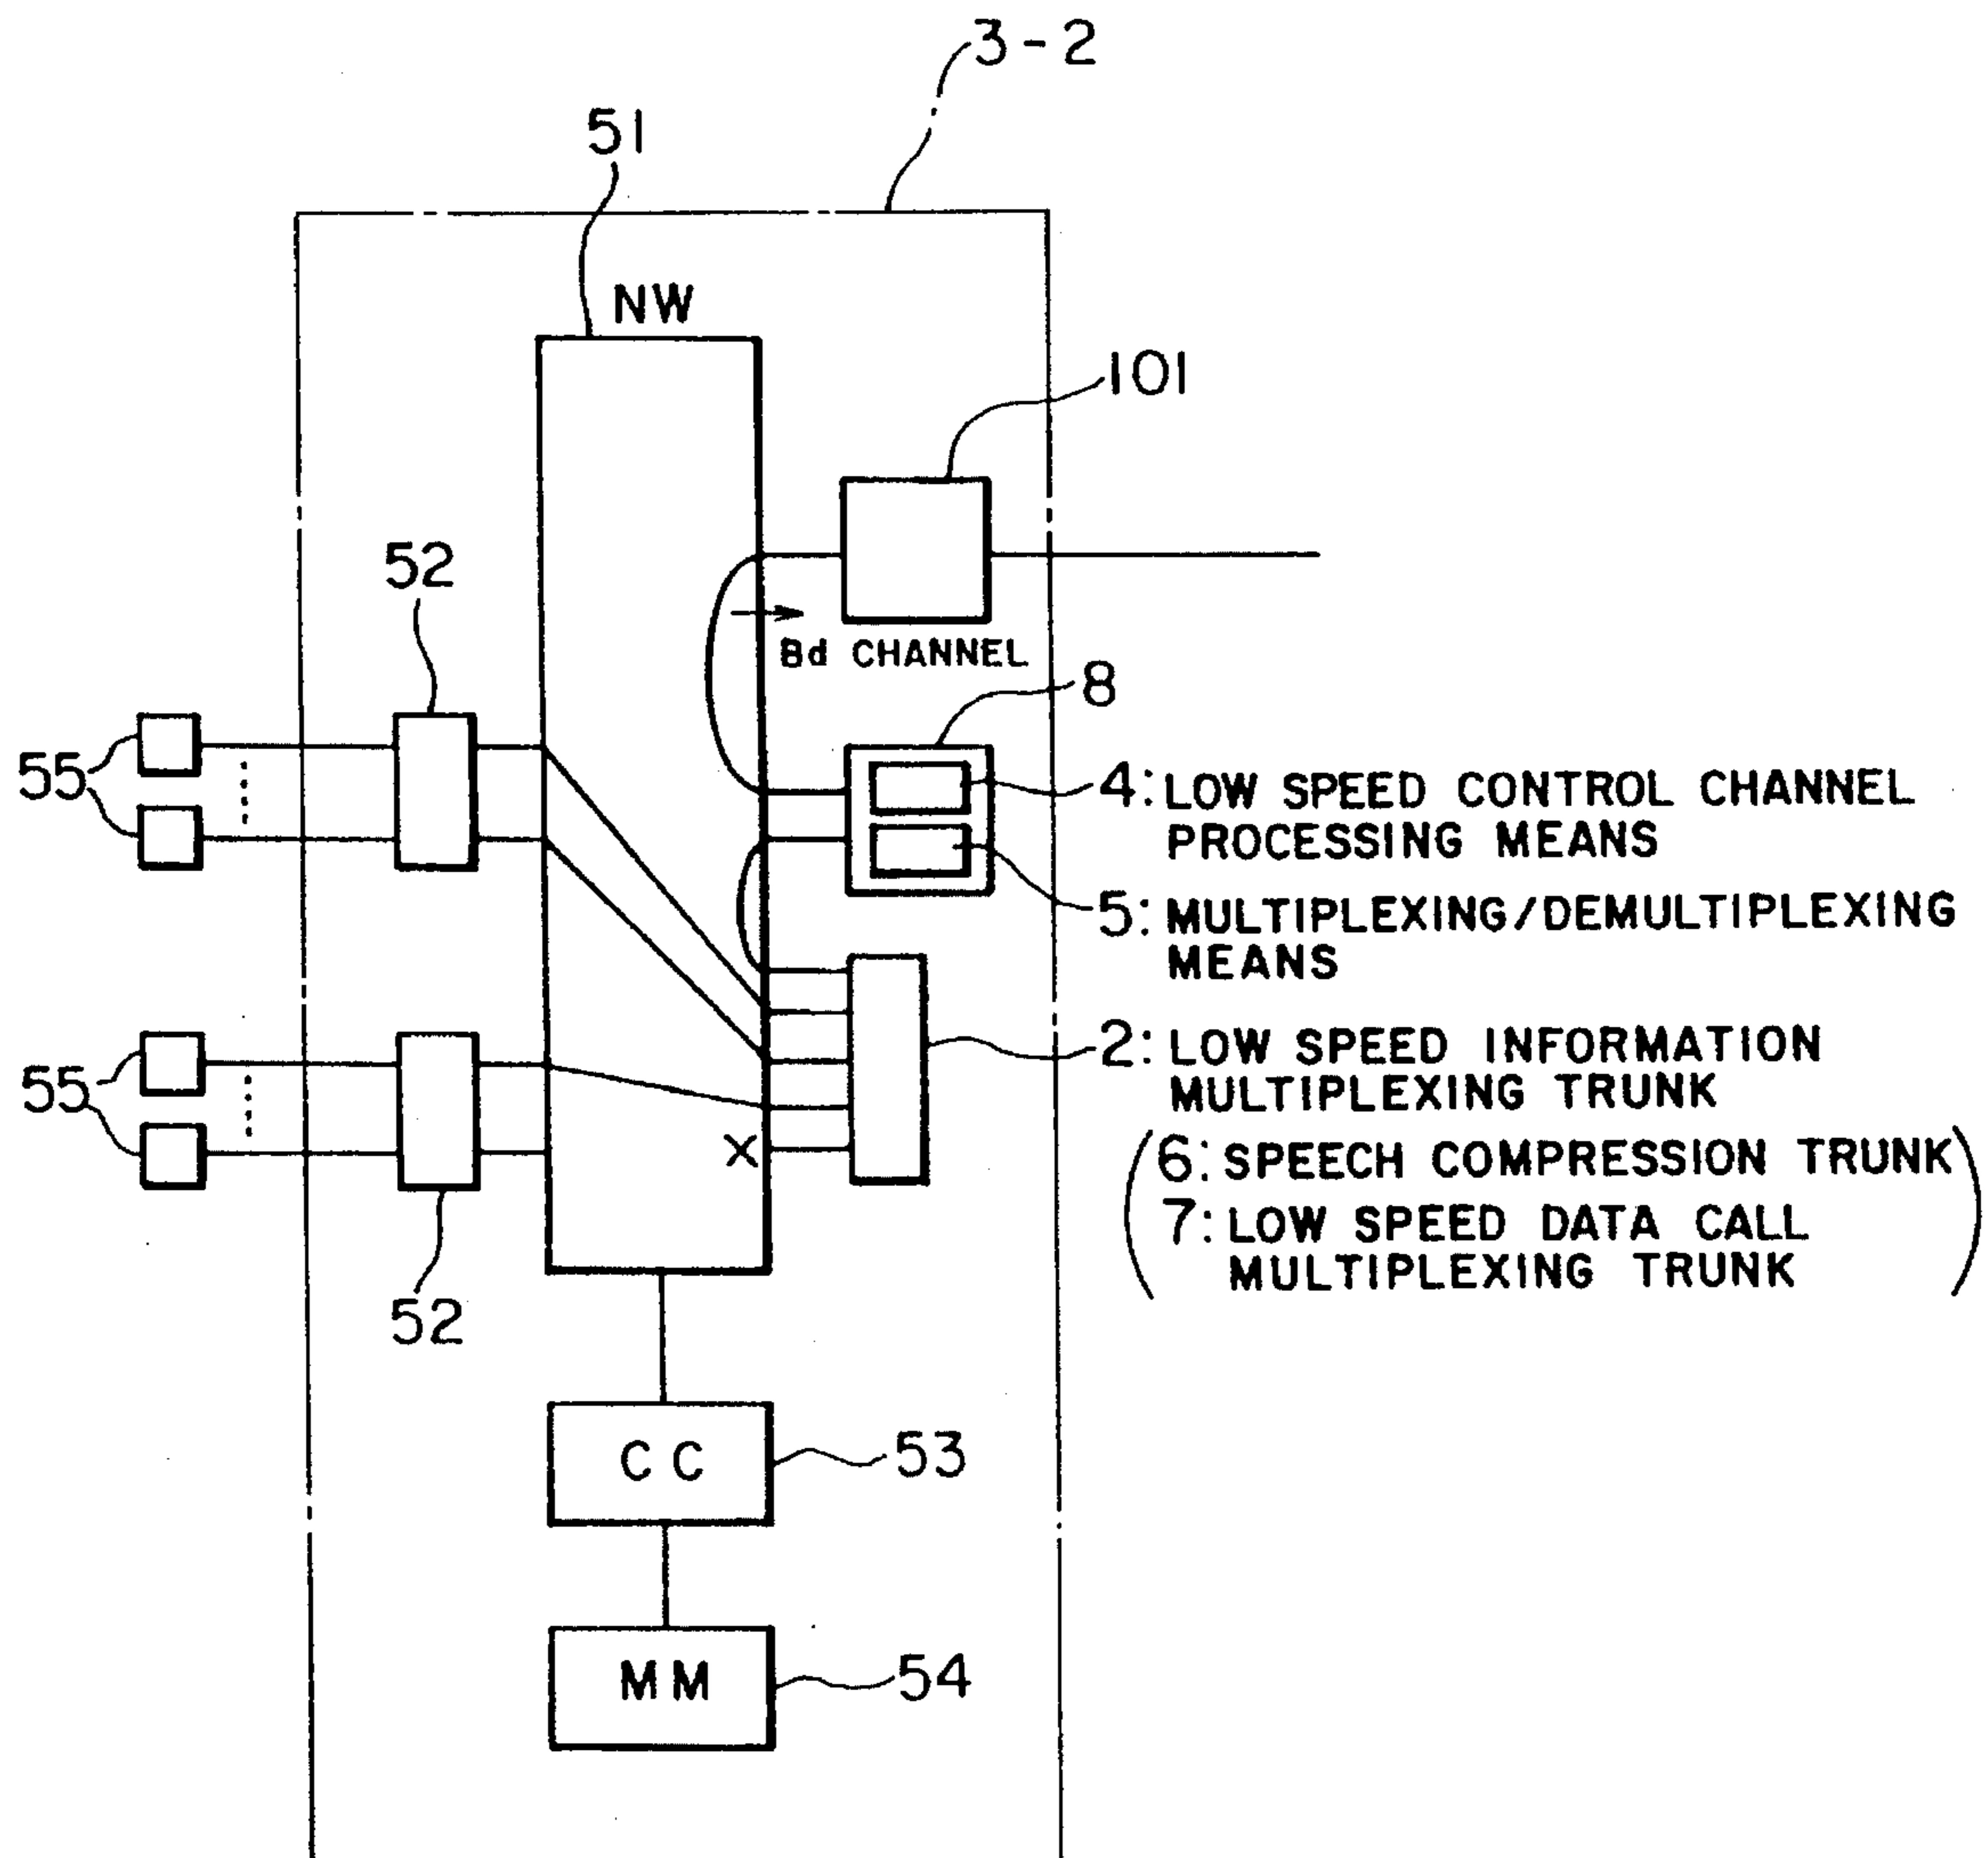 3-2
51
NW
101
52
Bd CHANNEL
8
55
4: LOW SPEED CONTROL CHANNEL
PROCESSING MEANS
5: MULTIPLEXING/DEMULTIPLEXING
MEANS
55
2: LOW SPEED INFORMATION
MULTIPLEXING TRUNK
X
(6: SPEECH COMPRESSION TRUNK
7: LOW SPEED DATA CALL
MULTIPLEXING TRUNK)
52
CC
53
MM
54